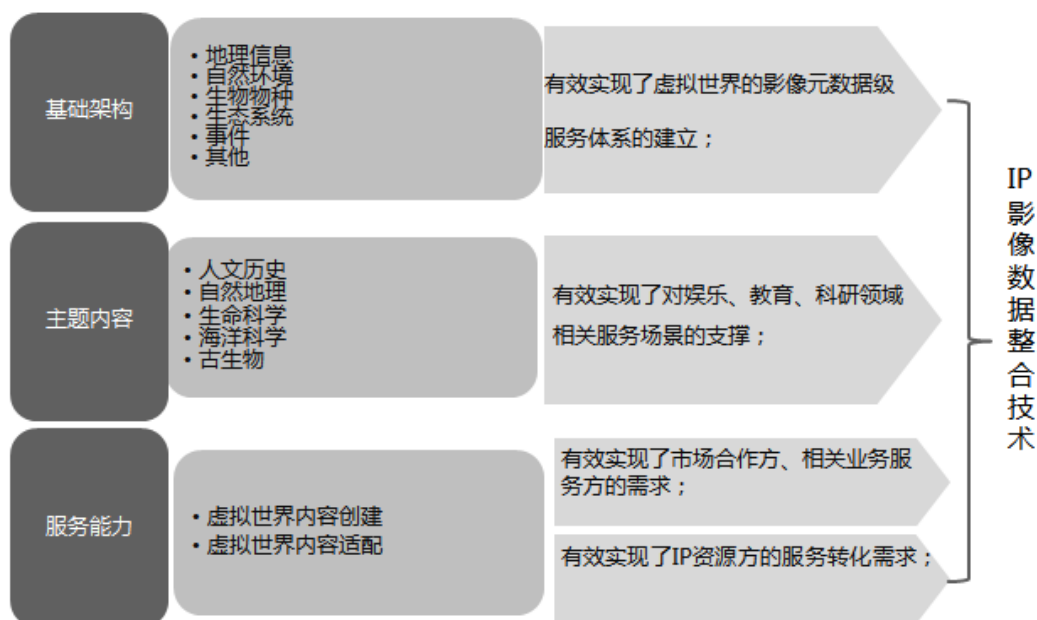 基础架构
• 地理信息
• 自然环境
• 生物物种
• 生态系统
• 事件
• 其他
有效实现了虚拟世界的影像元数据级
服务体系的建立；
主题内容
• 人文历史
• 自然地理
• 生命科学
• 海洋科学
• 古生物
有效实现了对娱乐、教育、科研领域
相关服务场景的支撑；
服务能力
• 虚拟世界内容创建
• 虚拟世界内容适配
有效实现了市场合作方、相关业务服
务方的需求；
有效实现了IP资源方的服务转化需求；
IP
影
像
数
据
整
合
技
术